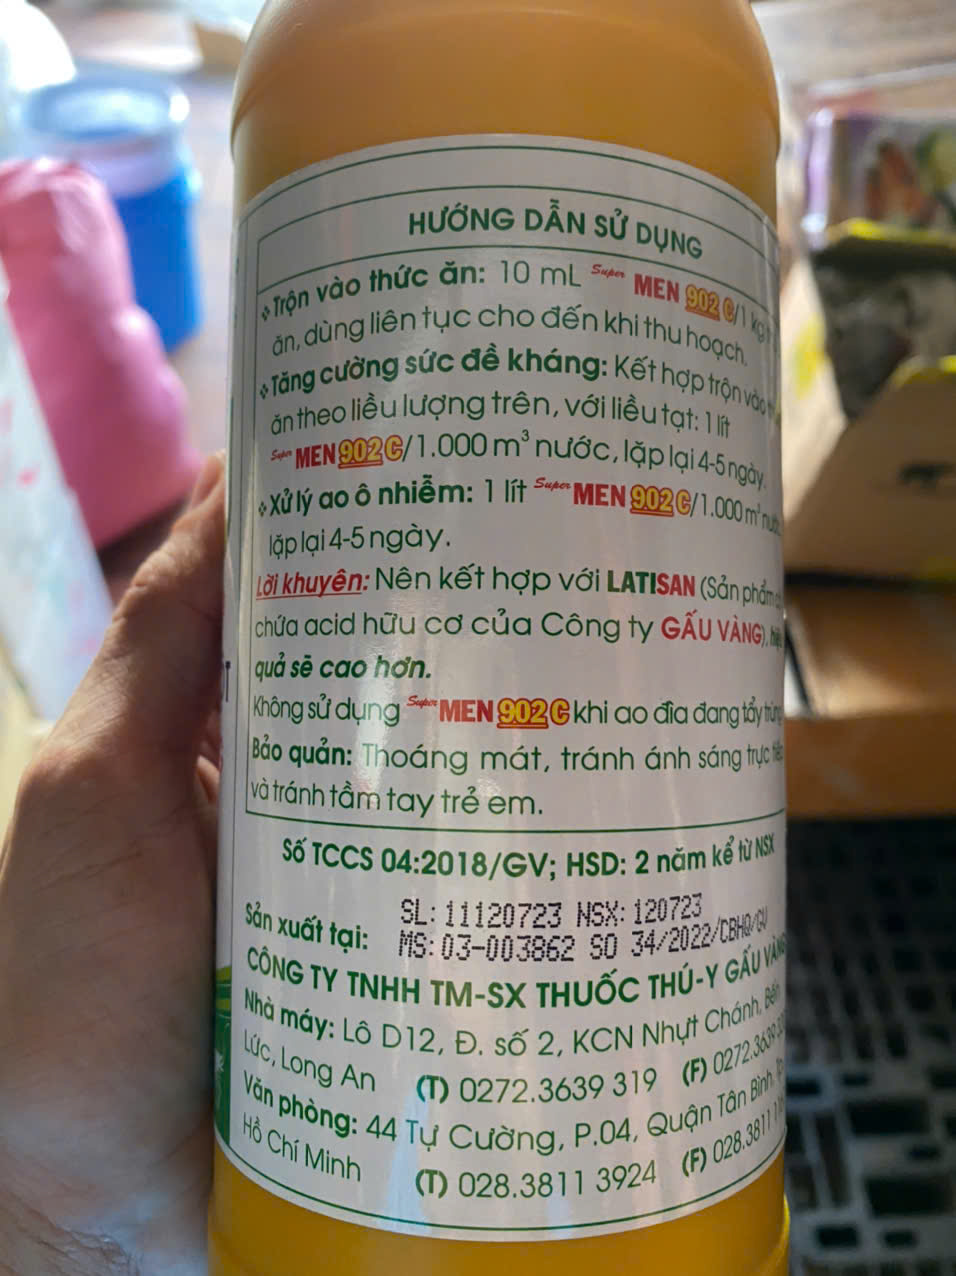 HƯỚNG DẪN SỬ DỤNG
❖Trộn vào thức ăn: 10 mL Super MEN 902 C/1 kg
ăn, dùng liên tục cho đến khi thu hoạch.
❖Tăng cường sức đề kháng: Kết hợp trộn vào
ăn theo liều lượng trên, với liều tạt: 1 lít
Super MEN 902 C/1.000 m³ nước, lặp lại 4-5 ngày.
❖Xử lý ao ô nhiễm: 1 lít Super MEN 902 C/1.000 m³
lặp lại 4-5 ngày.
Lời khuyên: Nên kết hợp với LATISAN (Sản phẩm
chứa acid hữu cơ của Công ty GẤU VÀNG),
quả sẽ cao hơn.
Không sử dụng Super MEN 902 C khi ao đìa đang tẩy trùng
Bảo quản: Thoáng mát, tránh ánh sáng trực
và tránh tầm tay trẻ em.
Số TCCS 04:2018/GV; HSD: 2 năm kể từ NSX
SL: 11120723 NSX: 120723
Sản xuất tại: MS: 03-003862 SO 34/2022/CBHQ/GV
CÔNG TY TNHH TM-SX THUỐC THÚ-Y GẤU VÀNG
Nhà máy: Lô D12, Đ. số 2, KCN Nhựt Chánh, Bến
Lức, Long An (T) 0272.3639 319 (F) 0272.3639
Văn phòng: 44 Tự Cường, P.04, Quận Tân Bình,
Hồ Chí Minh (T) 028.3811 3924 (F) 028.3811